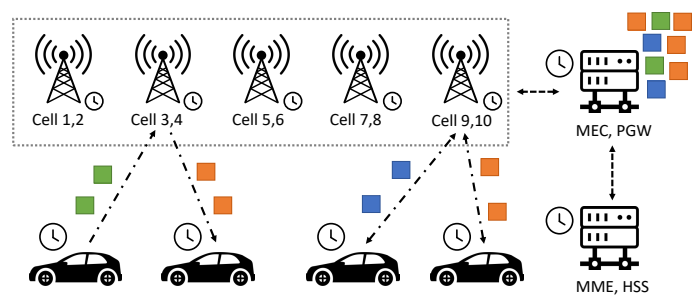 Cell 1,2
Cell 3,4
Cell 5,6
Cell 7,8
Cell 9,10
MEC, PGW
MME, HSS